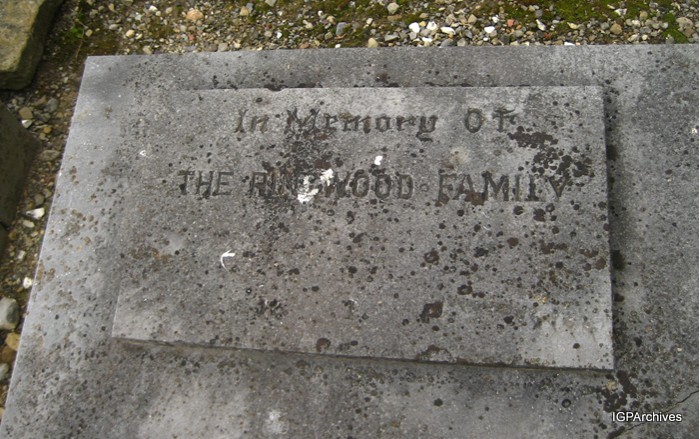 In Memory Of
THE RINGWOOD FAMILY
IGPArchives